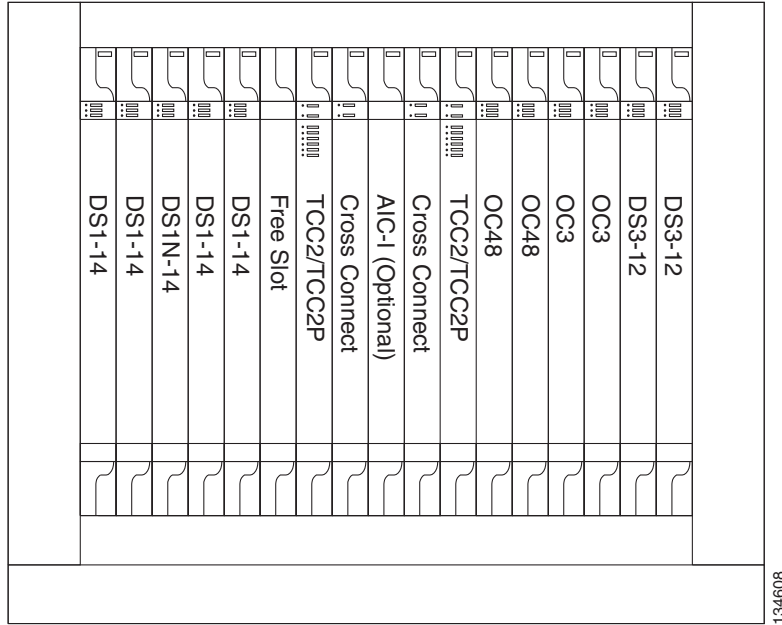 DS1-14
DS1-14
DS1N-14
DS1-14
DS1-14
Free Slot
TCC2/TCC2P
Cross Connect
AIC-I (Optional)
Cross Connect
TCC2/TCC2P
OC48
OC48
OC3
OC3
DS3-12
DS3-12
134608